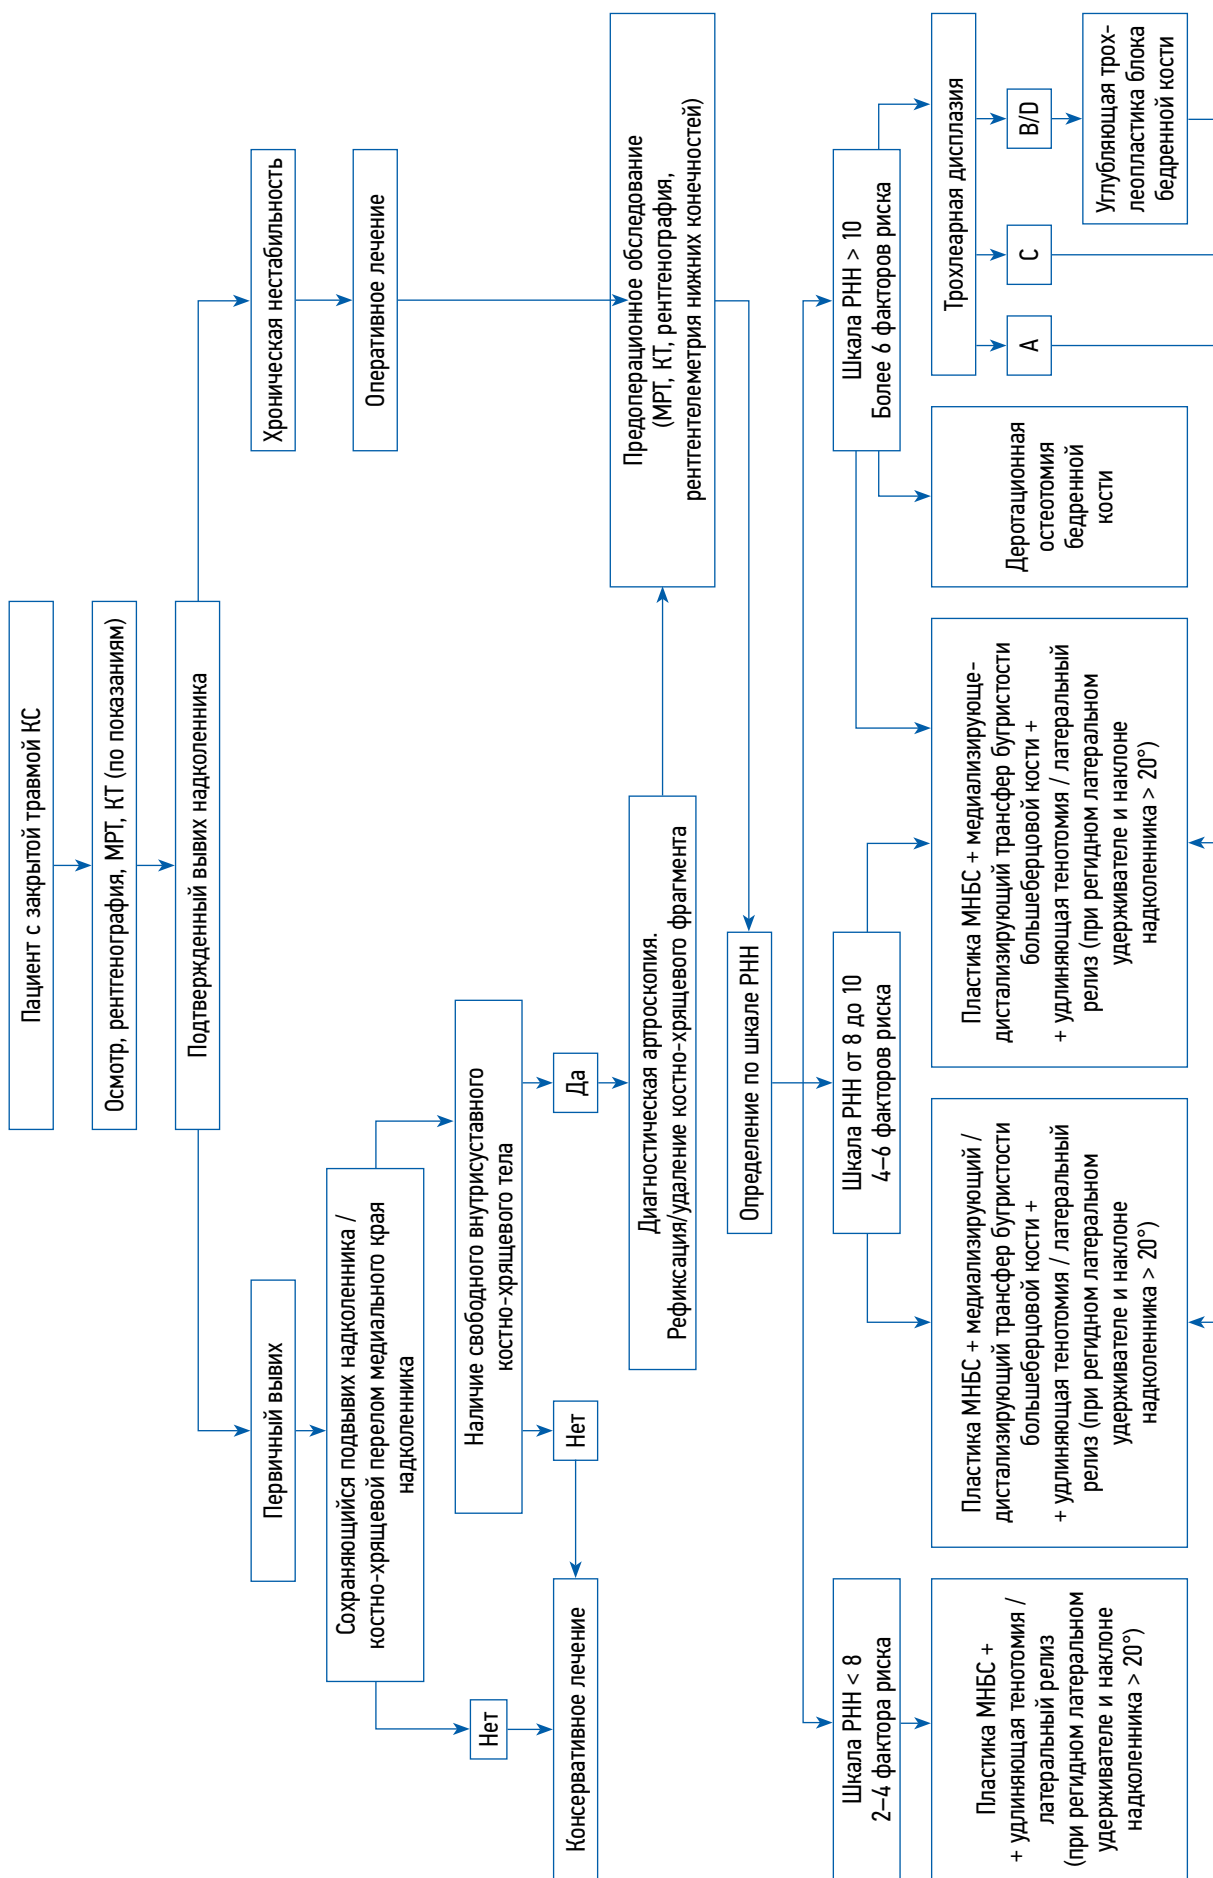 Пациент с закрытой травмой КС
Осмотр, рентгенография, МРТ, КТ (по показаниям)
Подтвержденный вывих надколенника
Первичный вывих
Хроническая нестабильность
Сохраняющийся подвывих надколенника /
костно-хрящевой перелом медиального края
надколенника
Оперативное лечение
Нет
Наличие свободного внутрисуставного
костно-хрящевого тела
Консервативное лечение
Нет
Да
Диагностическая артроскопия.
Рефиксация/удаление костно-хрящевого фрагмента
Предоперационное обследование
(МРТ, КТ, рентгенография,
рентгентелеметрия нижних конечностей)
Определение по шкале РНН
Шкала РНН < 8
2–4 фактора риска
Шкала РНН от 8 до 10
4–6 факторов риска
Шкала РНН > 10
Более 6 факторов риска
Пластика МНБС +
+ удлиняющая тенотомия /
латеральный релиз
(при регидном латеральном
удерживателе и наклоне
надколенника > 20°)
Пластика МНБС + медиализирующий /
дистализирующий трансфер бугристости
большеберцовой кости +
+ удлиняющая тенотомия / латеральный
релиз (при регидном латеральном
удерживателе и наклоне
надколенника > 20°)
Пластика МНБС + медиализирующе-
дистализирующий трансфер бугристости
большеберцовой кости +
+ удлиняющая тенотомия / латеральный
релиз (при регидном латеральном
удерживателе и наклоне
надколенника > 20°)
Деротационная
остеотомия
бедренной
кости
Трохлеарная дисплазия
A
C
B/D
Углубляющая трох-
леопластика блока
бедренной кости